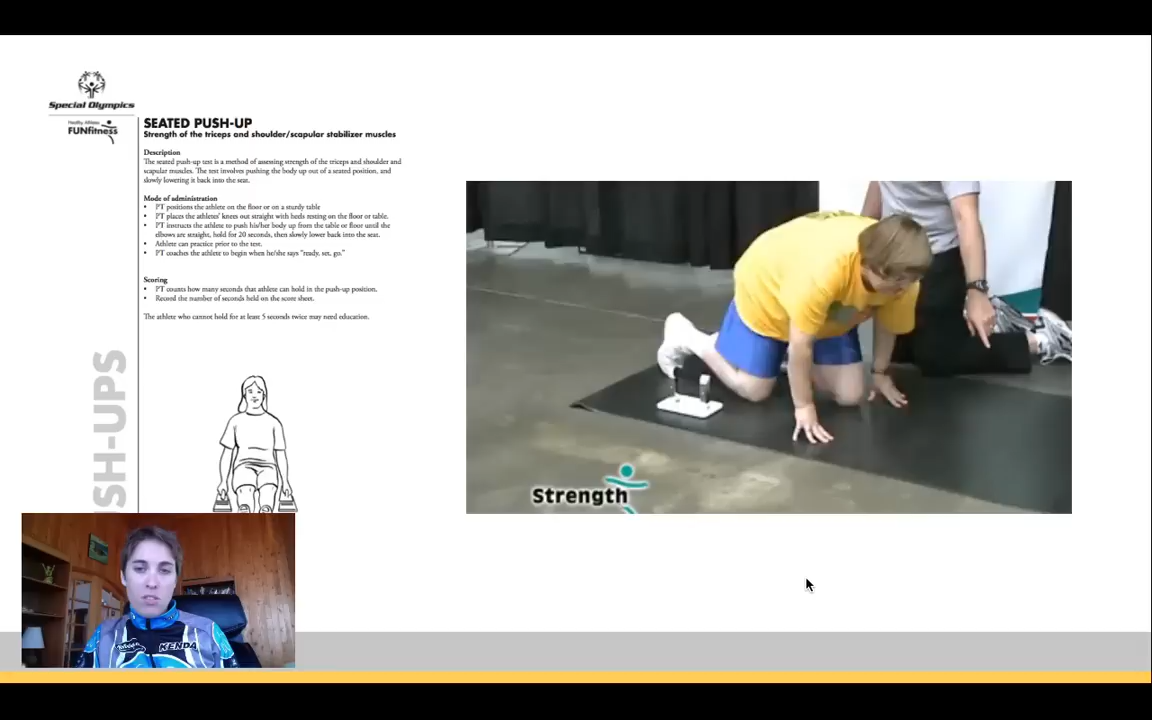 Special Olympics
Healthy Athletes
FUNfitness
SEATED PUSH-UP
Strength of the triceps and shoulder/scapular stabilizer muscles
Description
The seated push-up test is a method of assessing strength of the triceps and shoulder and
scapular muscles. The test involves pushing the body up out of a seated position, and
slowly lowering it back into the seat.
Mode of administration
• PT positions the athlete on the floor or on a sturdy table
• PT places the athletes' knees out straight with heels resting on the floor or table.
• PT instructs the athlete to push his/her body up from the table or floor until the
elbows are straight, hold for 20 seconds, then slowly lower back into the seat.
• Athlete can practice prior to the test.
• PT coaches the athlete to begin when he/she says "ready, set, go."
Scoring
• PT counts how many seconds that athlete can hold in the push-up position.
• Record the number of seconds held on the score sheet.
The athlete who cannot hold for at least 5 seconds twice may need education.
SH-UPS
Strength
KENDA